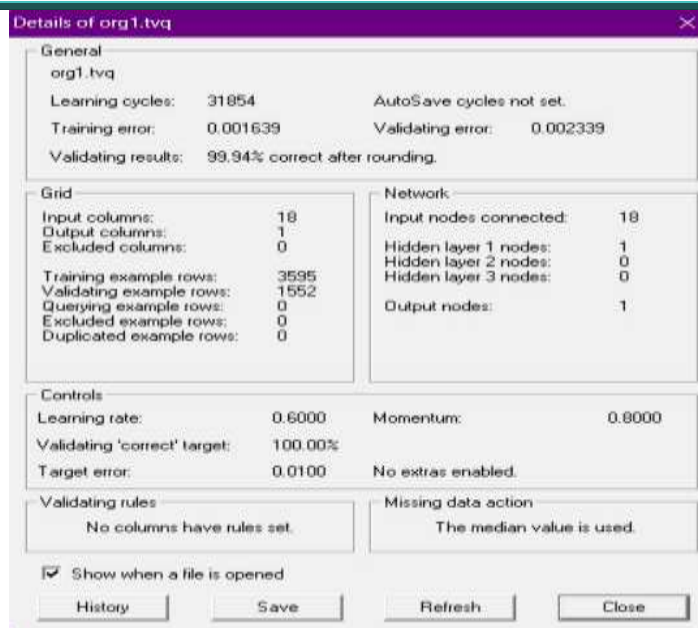 Details of org1.tvq
General
org1.tvq
Learning cycles: 31854 AutoSave cycles not set.
Training error: 0.001639 Validating error: 0.002339
Validating results: 99.94% correct after rounding.
Grid
Input columns: 18
Output columns: 1
Excluded columns: 0
Training example rows: 3595
Validating example rows: 1552
Querying example rows: 0
Excluded example rows: 0
Duplicated example rows: 0
Network
Input nodes connected: 18
Hidden layer 1 nodes: 1
Hidden layer 2 nodes: 0
Hidden layer 3 nodes: 0
Output nodes: 1
Controls
Learning rate: 0.6000 Momentum: 0.8000
Validating 'correct' target: 100.00%
Target error: 0.0100 No extras enabled.
Validating rules
No columns have rules set.
Missing data action
The median value is used.
Show when a file is opened
History Save Refresh Close